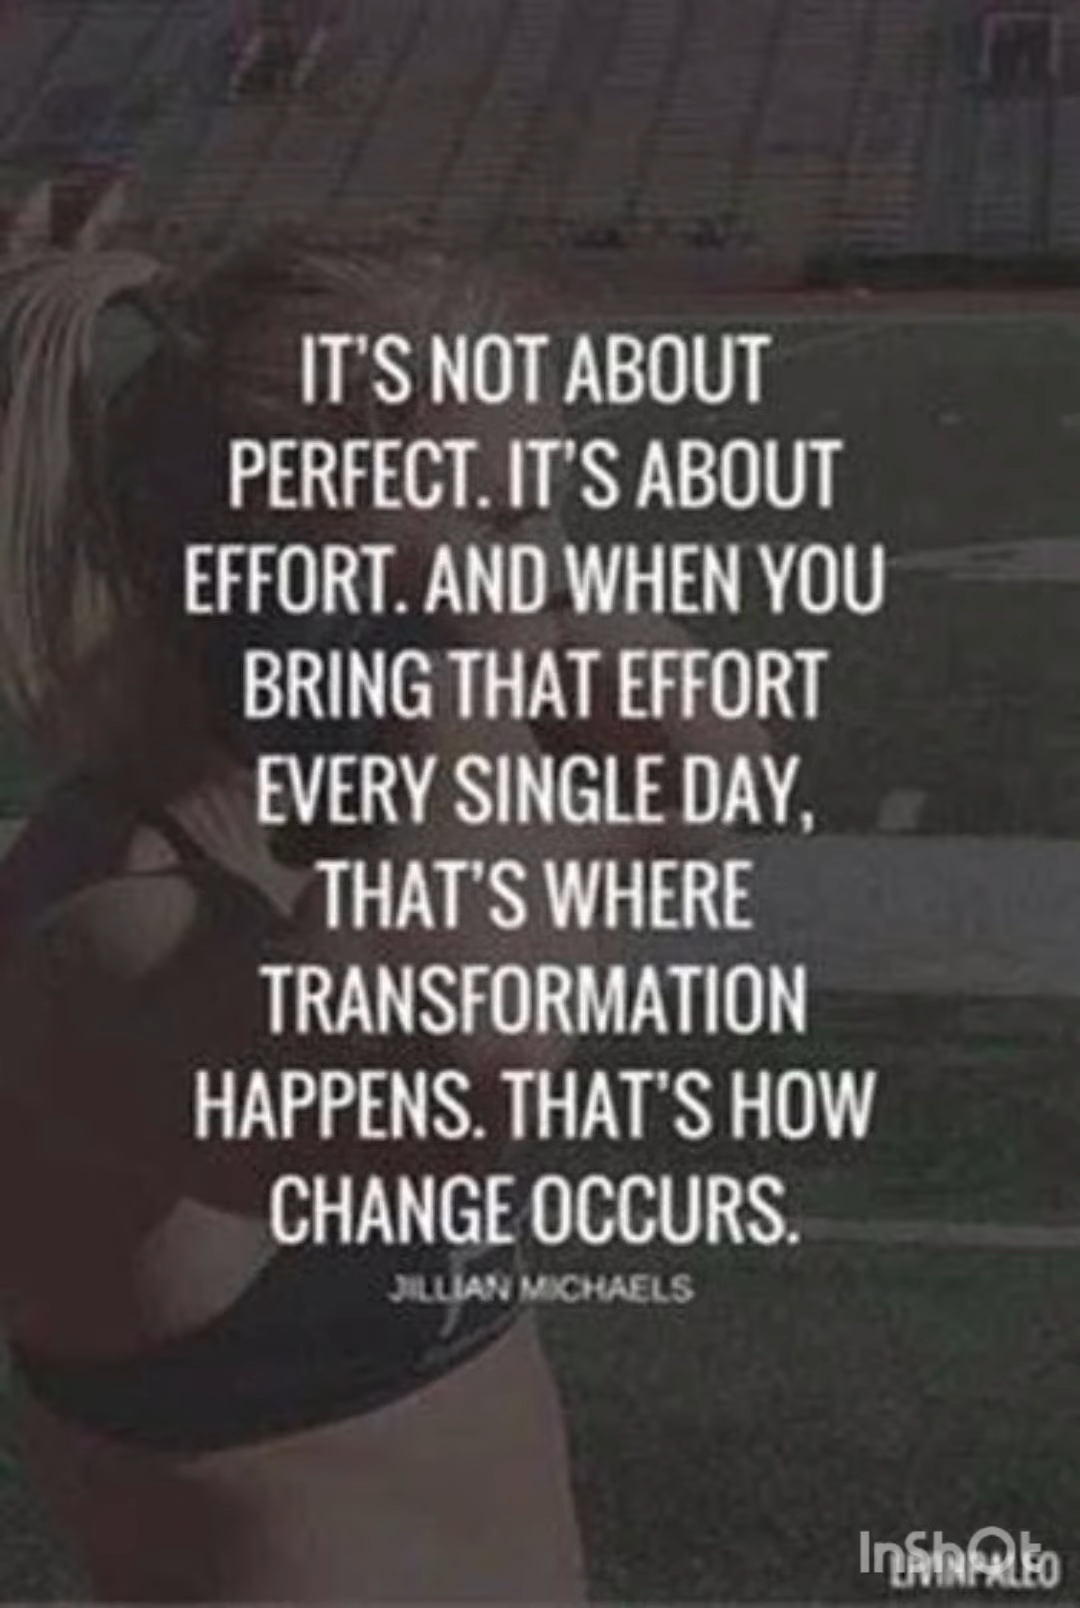 IT'S NOT ABOUT
PERFECT. IT'S ABOUT
EFFORT. AND WHEN YOU
BRING THAT EFFORT
EVERY SINGLE DAY,
THAT'S WHERE
TRANSFORMATION
HAPPENS. THAT'S HOW
CHANGE OCCURS.
JILLIAN MICHAELS
InShOt
LIVINPALEO